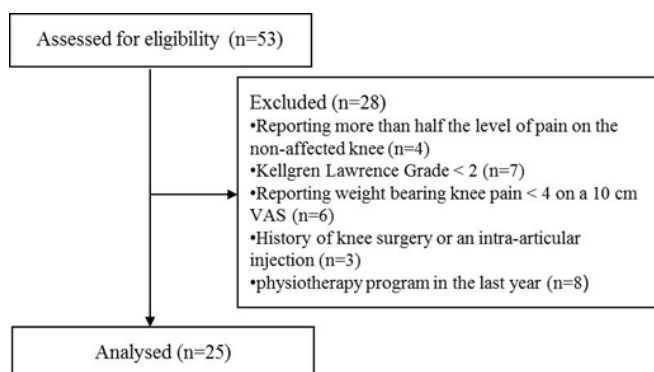 Assessed for eligibility (n=53)
Excluded (n=28)
•Reporting more than half the level of pain on the
non-affected knee (n=4)
•Kellgren Lawrence Grade < 2 (n=7)
•Reporting weight bearing knee pain < 4 on a 10 cm
VAS (n=6)
•History of knee surgery or an intra-articular
injection (n=3)
•physiotherapy program in the last year (n=8)
Analysed (n=25)